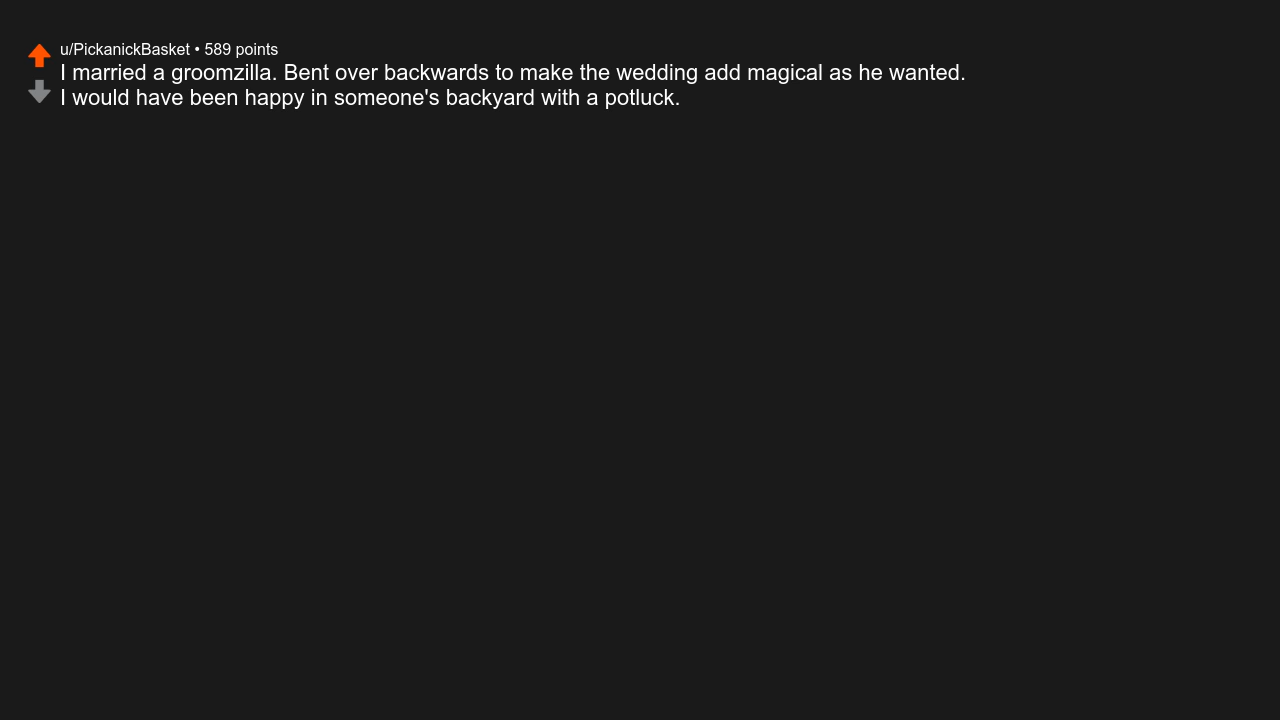 u/PickanickBasket • 589 points
I married a groomzilla. Bent over backwards to make the wedding add magical as he wanted.
I would have been happy in someone's backyard with a potluck.